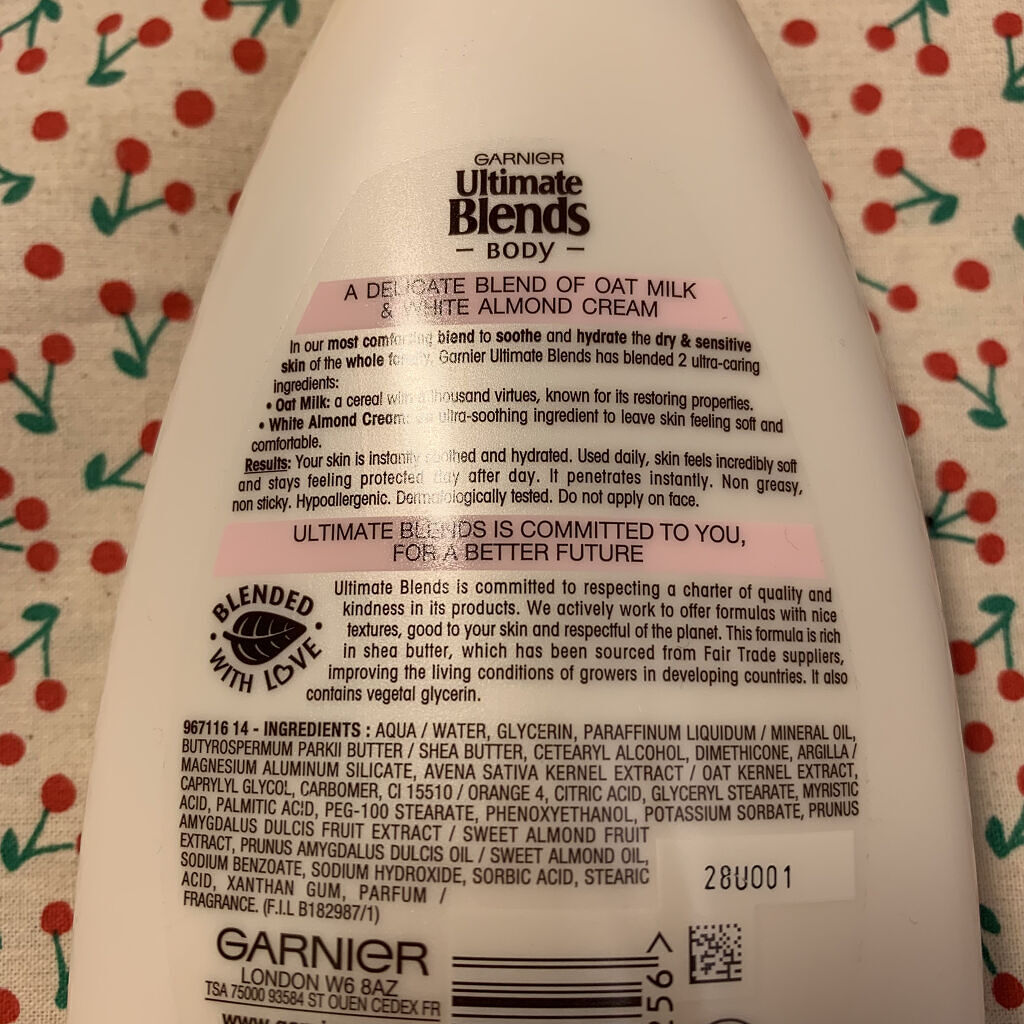 GARNIER
Ultimate
Blends
– BODY –
A DELICATE BLEND OF OAT MILK
& WHITE ALMOND CREAM
In our most comforting blend to soothe and hydrate the dry & sensitive
skin of the whole family, Garnier Ultimate Blends has blended 2 ultra-caring
ingredients:
• Oat Milk: a cereal with a thousand virtues, known for its restoring properties.
• White Almond Cream: an ultra-soothing ingredient to leave skin feeling soft and
comfortable.
Results: Your skin is instantly soothed and hydrated. Used daily, skin feels incredibly soft
and stays feeling protected day after day. It penetrates instantly. Non greasy,
non sticky. Hypoallergenic. Dermatologically tested. Do not apply on face.
ULTIMATE BLENDS IS COMMITTED TO YOU,
FOR A BETTER FUTURE
BLENDED
WITH LOVE
Ultimate Blends is committed to respecting a charter of quality and
kindness in its products. We actively work to offer formulas with nice
textures, good to your skin and respectful of the planet. This formula is rich
in shea butter, which has been sourced from Fair Trade suppliers,
improving the living conditions of growers in developing countries. It also
contains vegetal glycerin.
967116 14 - INGREDIENTS : AQUA / WATER, GLYCERIN, PARAFFINUM LIQUIDUM / MINERAL OIL,
BUTYROSPERMUM PARKII BUTTER / SHEA BUTTER, CETEARYL ALCOHOL, DIMETHICONE, ARGILLA /
MAGNESIUM ALUMINUM SILICATE, AVENA SATIVA KERNEL EXTRACT / OAT KERNEL EXTRACT,
CAPRYLYL GLYCOL, CARBOMER, CI 15510 / ORANGE 4, CITRIC ACID, GLYCERYL STEARATE, MYRISTIC
ACID, PALMITIC ACID, PEG-100 STEARATE, PHENOXYETHANOL, POTASSIUM SORBATE, PRUNUS
AMYGDALUS DULCIS FRUIT EXTRACT / SWEET ALMOND FRUIT
EXTRACT, PRUNUS AMYGDALUS DULCIS OIL / SWEET ALMOND OIL,
SODIUM BENZOATE, SODIUM HYDROXIDE, SORBIC ACID, STEARIC
ACID, XANTHAN GUM, PARFUM /
FRAGRANCE. (F.I.L B182987/1)
28U001
GARNIER
LONDON W6 8AZ
TSA 75000 93584 ST OUEN CEDEX FR
256 >